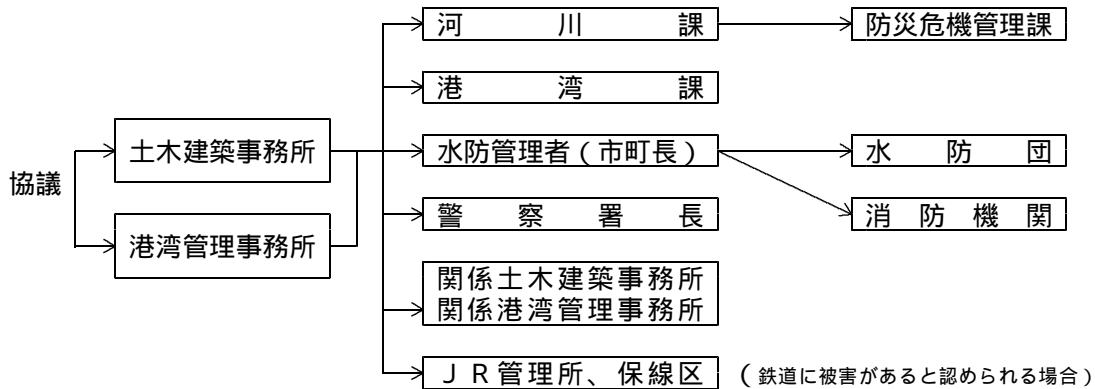 河川課
防災危機管理課
港湾課
土木建築事務所
水防管理者（市町長）
水防団
協議
警察署長
消防機関
港湾管理事務所
関係土木建築事務所
関係港湾管理事務所
ＪＲ管理所、保線区
（鉄道に被害があると認められる場合）